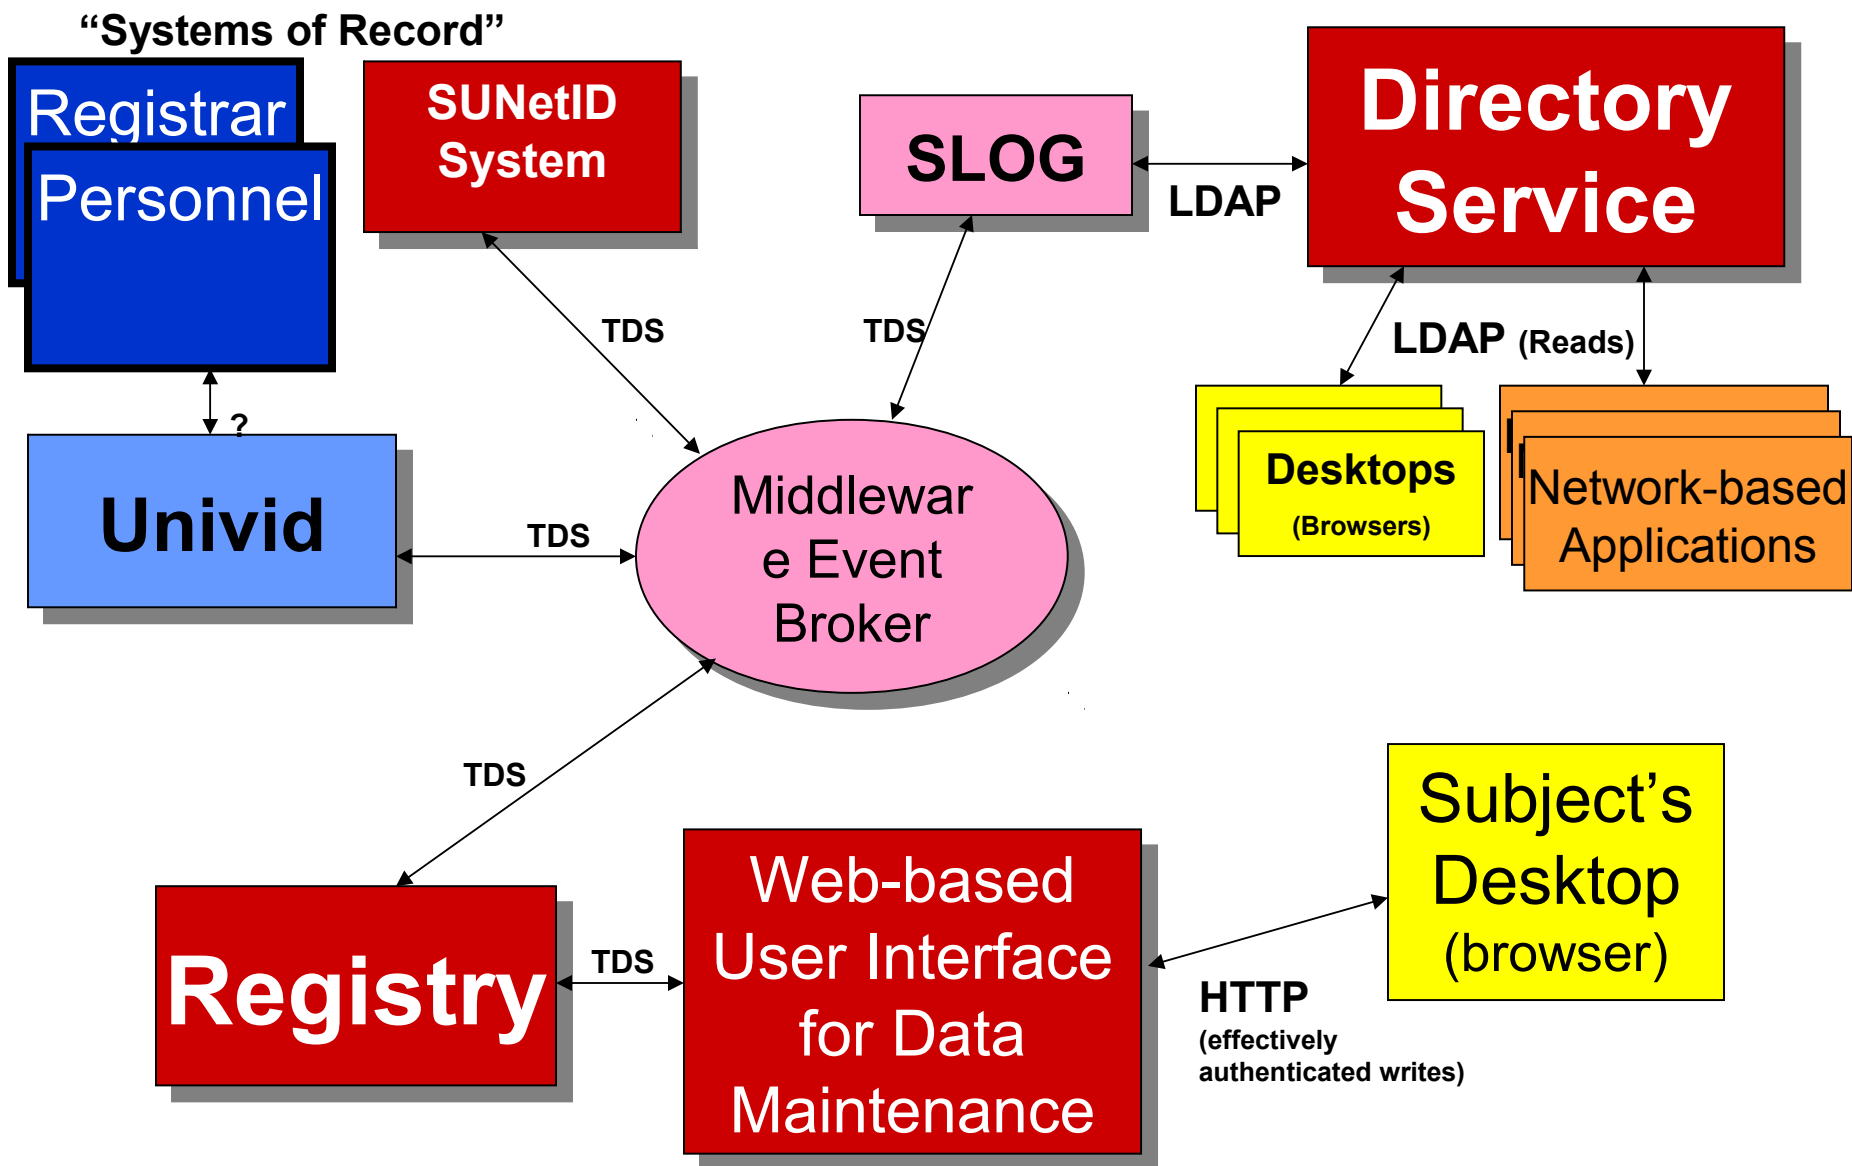 “Systems of Record”
Registrar
Personnel
SUNetID
System
SLOG
LDAP
Directory
Service
TDS
TDS
LDAP (Reads)
?
Univid
TDS
Middlewar
e Event
Broker
Desktops
(Browsers)
Network-based
Applications
TDS
Registry
TDS
Web-based
User Interface
for Data
Maintenance
HTTP
(effectively
authenticated writes)
Subject’s
Desktop
(browser)